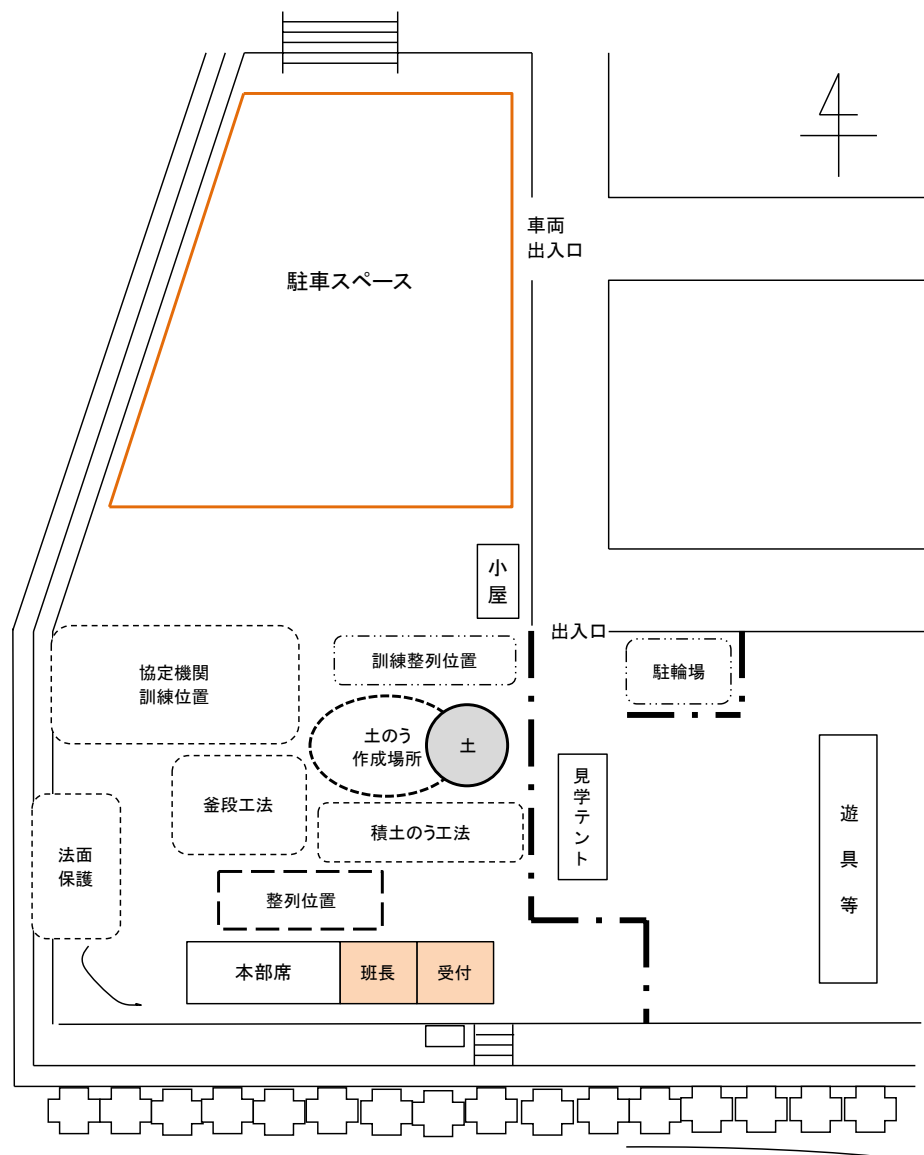 車両
出入口
駐車スペース
小
屋
出入口
訓練整列位置
駐輪場
協定機関
訓練位置
土のう
作成場所
土
見
学
テ
ン
ト
釜段工法
積土のう工法
遊
具
等
法面
保護
整列位置
本部席
班長
受付